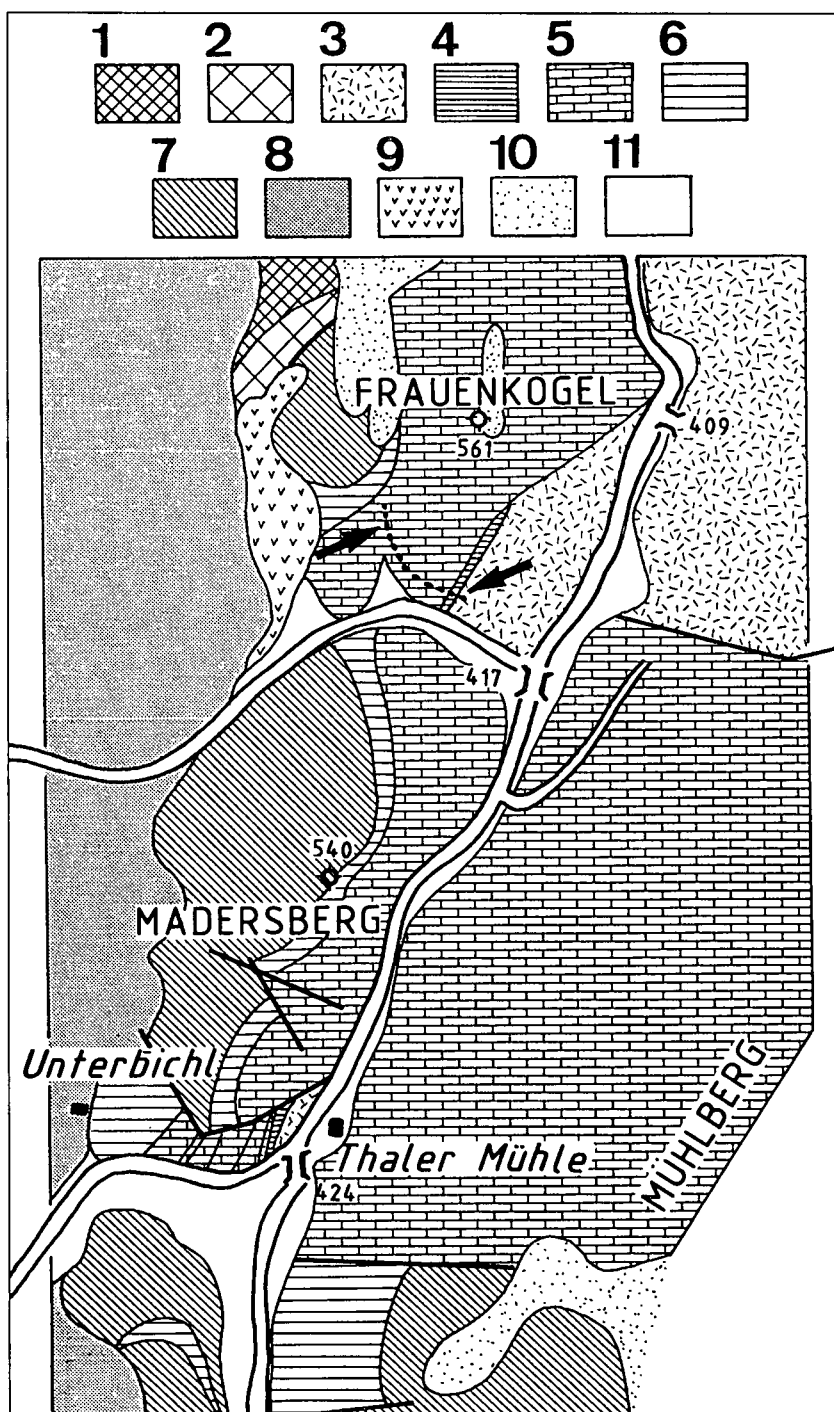 1 2 3 4 5 6
7 8 9 10 11
FRAUENKOGEL
561
409
417
540
MADERSBERG
Unterbichl
MÜHLBERG
Thaler Mühle
424